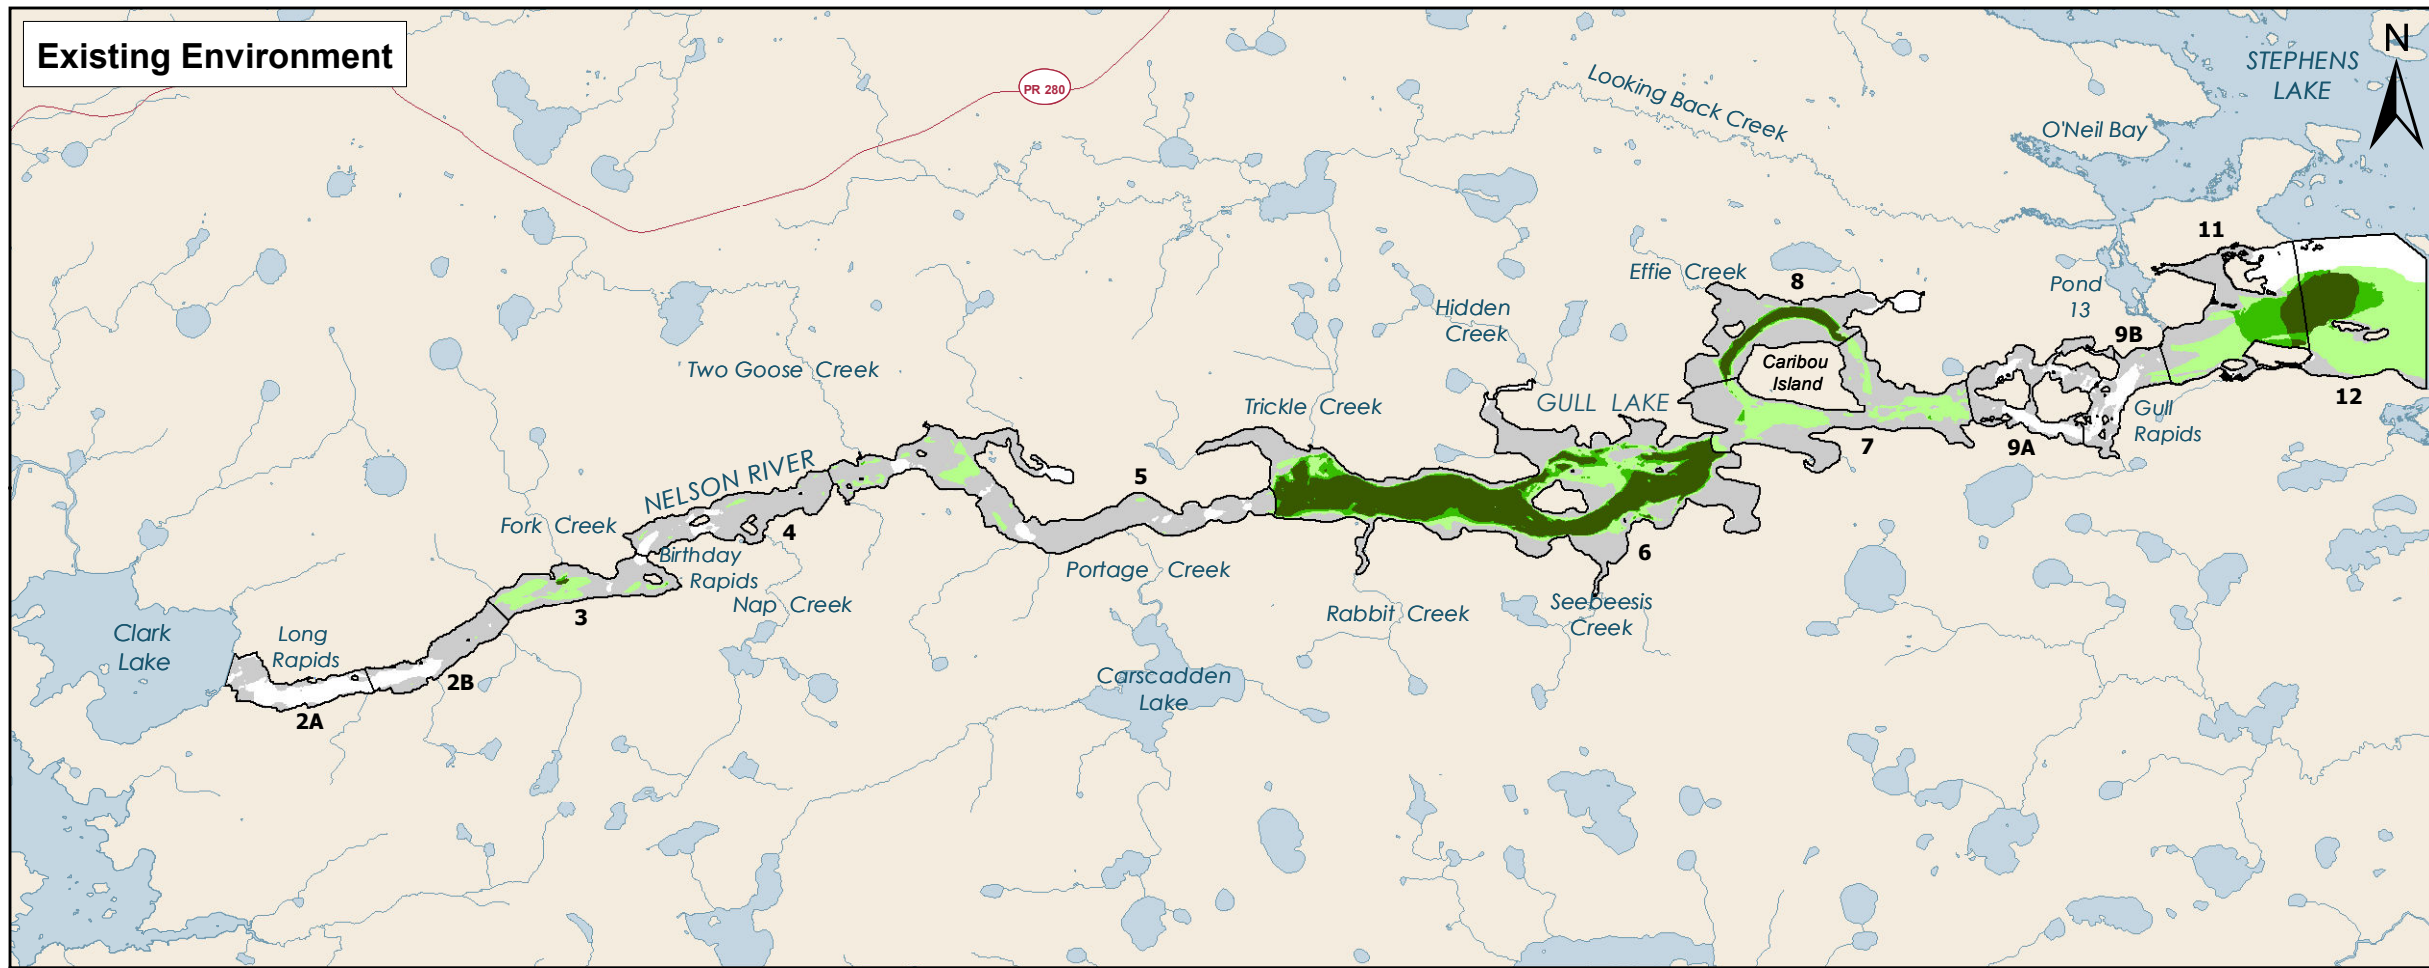 Existing Environment
N
STEPHENS
LAKE
PR 280
Looking Back Creek
O'Neil Bay
11
Effie Creek
8
Pond
13
Hidden
Creek
9B
Caribou
Island
Two Goose Creek
Trickle Creek
GULL LAKE
12
Gull
Rapids
7
9A
NELSON RIVER
5
Fork Creek
4
Birthday
Rapids
6
Portage Creek
Nap Creek
Rabbit Creek
Seebeesis
Creek
3
Clark
Lake
Long
Rapids
2B
2A
Carscadden
Lake